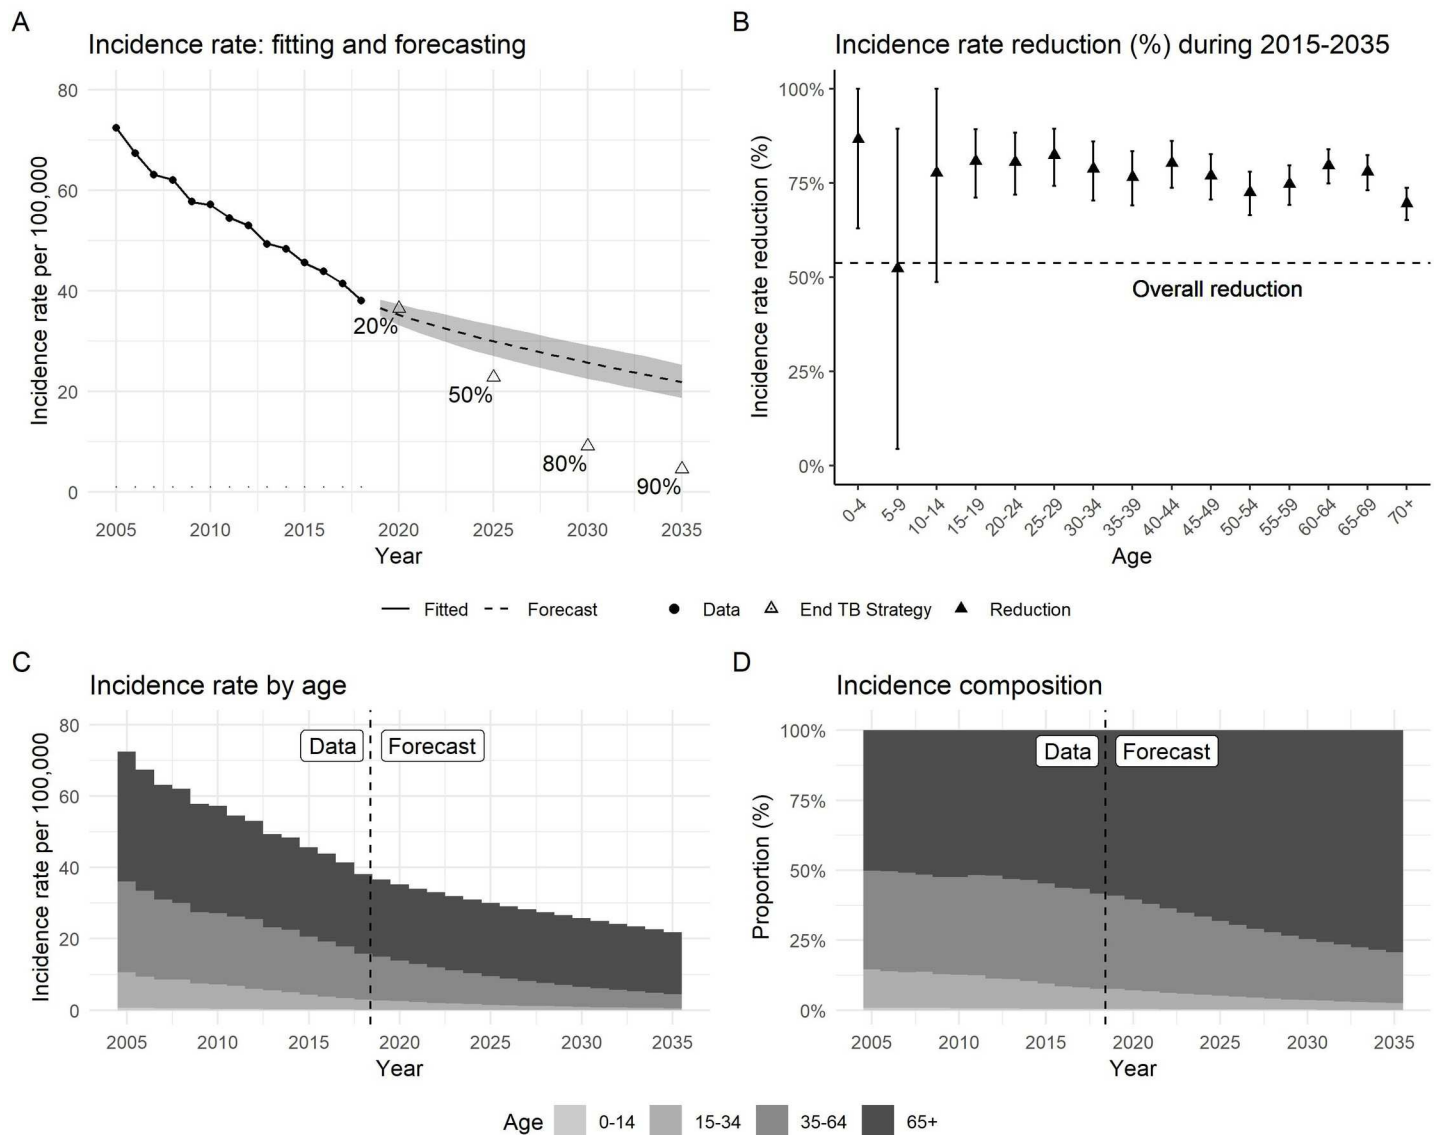 A
Incidence rate: fitting and forecasting
Incidence rate per 100,000
80
60
40
20
0
20%
50%
80%
90%
2005 2010 2015 2020 2025 2030 2035
Year
B
Incidence rate reduction (%) during 2015-2035
Incidence rate reduction (%)
100%
75%
50%
25%
0%
Overall reduction
0-4 5-9 10-14 15-19 20-24 25-29 30-34 35-39 40-44 45-49 50-54 55-59 60-64 65-69 70+
Age
Fitted Forecast Data End TB Strategy Reduction
C
Incidence rate by age
Incidence rate per 100,000
80
60
40
20
0
Data Forecast
2005 2010 2015 2020 2025 2030 2035
Year
D
Incidence composition
Proportion (%)
100%
75%
50%
25%
0%
Data Forecast
2005 2010 2015 2020 2025 2030 2035
Year
Age 0-14 15-34 35-64 65+